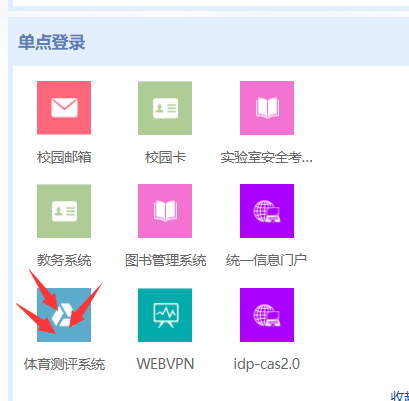 单点登录
校园邮箱 校园卡 实验室安全考...
教务系统 图书管理系统 统一信息门户
体育测评系统 WEBVPN idp-cas2.0